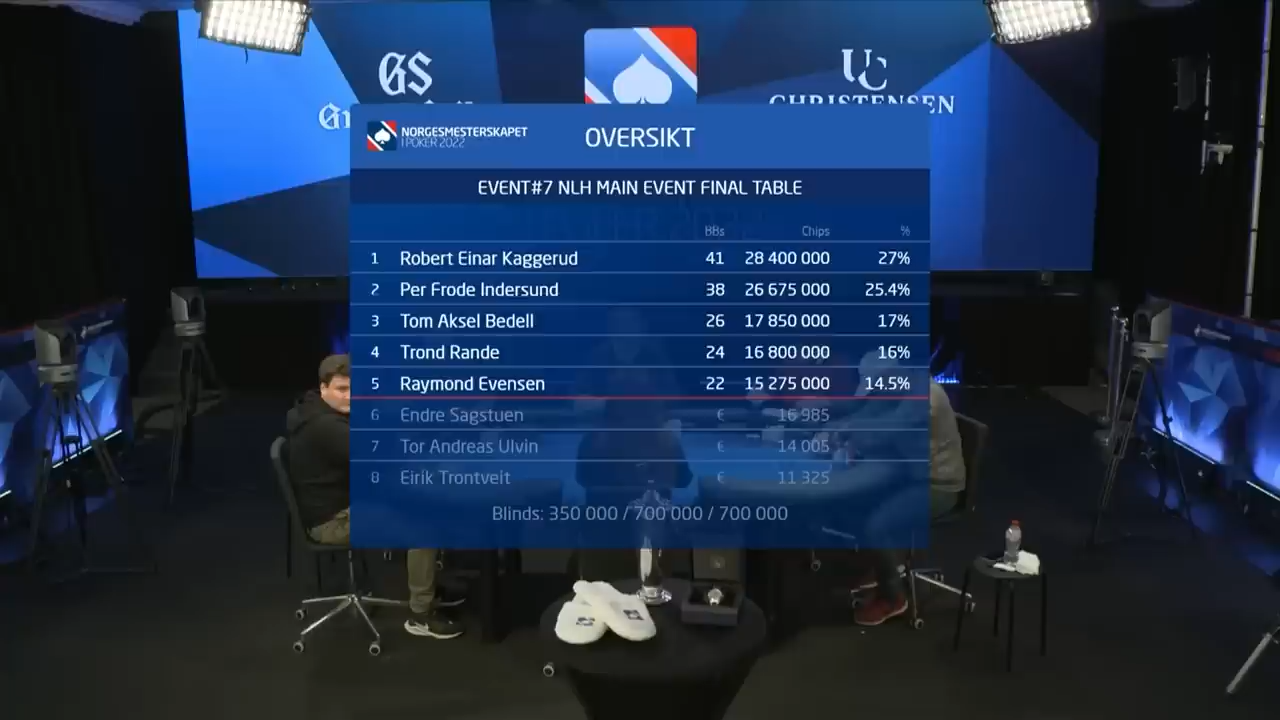 GS
UC
CHRISTENSEN
NORGESMESTERSKAPET
I POKER 2022
OVERSIKT
EVENT#7 NLH MAIN EVENT FINAL TABLE
BBs Chips %
1 Robert Einar Kaggerud 41 28 400 000 27%
2 Per Frode Indersund 38 26 675 000 25.4%
3 Tom Aksel Bedell 26 17 850 000 17%
4 Trond Rande 24 16 800 000 16%
5 Raymond Evensen 22 15 275 000 14.5%
6 Endre Sagstuen € 16 985
7 Tor Andreas Ulvin € 14 005
8 Eirik Trontveit € 11 325
Blinds: 350 000 / 700 000 / 700 000